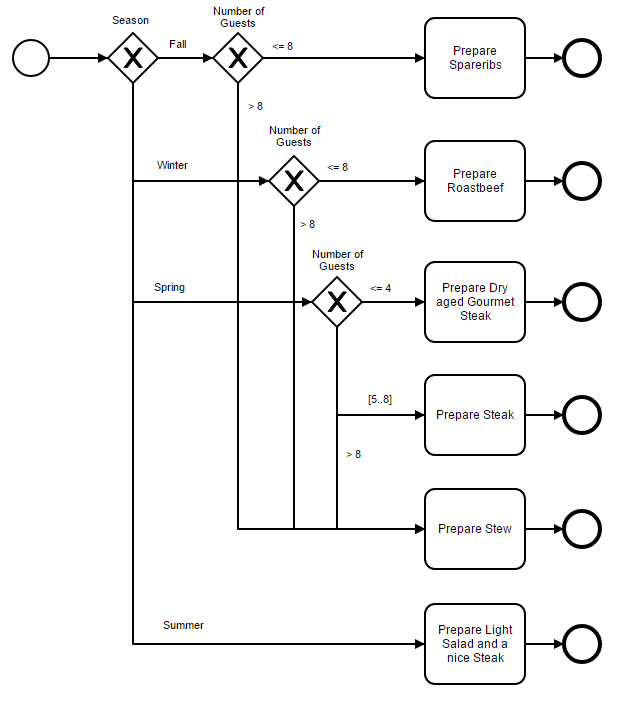 Season
Number of
Guests
Fall
<= 8
Prepare
Spareribs
> 8
Number of
Guests
Winter
<= 8
Prepare
Roastbeef
> 8
Number of
Guests
Spring
<= 4
Prepare Dry
aged Gourmet
Steak
[5..8]
Prepare Steak
> 8
Prepare Stew
Summer
Prepare Light
Salad and a
nice Steak